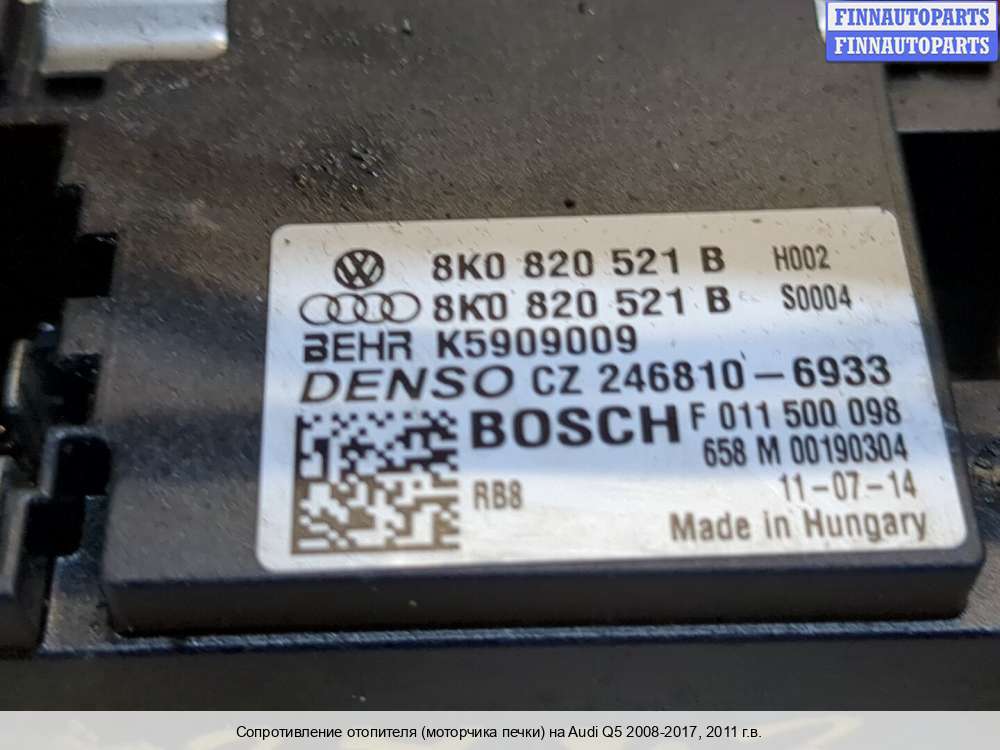 FINNAUTOPARTS
FINNAUTOPARTS
8K0 820 521 B H002
8K0 820 521 B S0004
BEHR K5909009
DENSO CZ 246810-6933
BOSCH F 011 500 098
658 M 00190304
RB8 11-07-14
Made in Hungary
Сопротивление отопителя (моторчика печки) на Audi Q5 2008-2017, 2011 г.в.